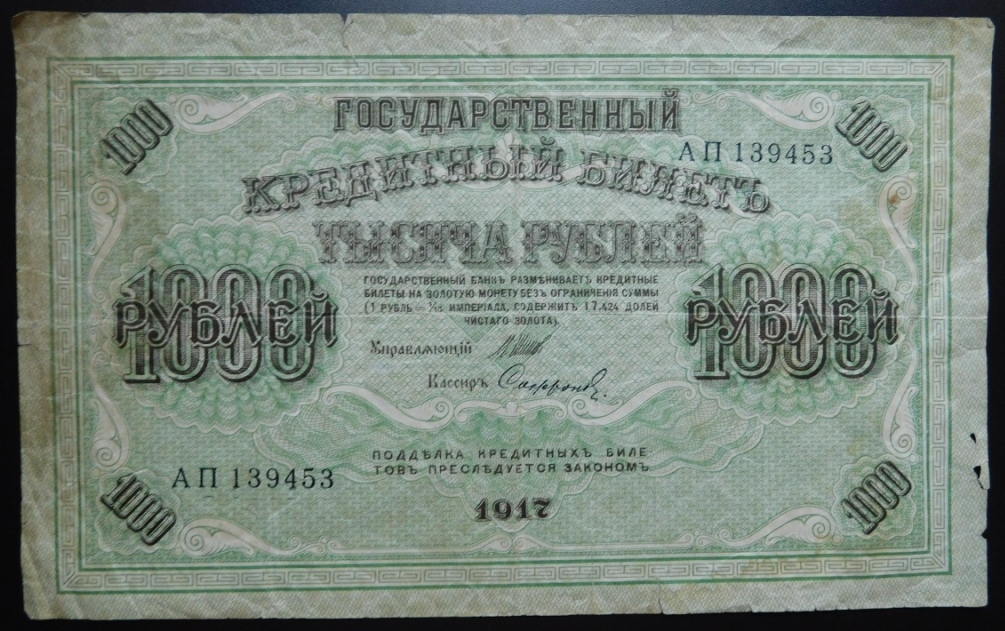 1000
1000
ГОСУДАРСТВЕННЫЙ
АП 139453
КРЕДИТНЫЙ БИЛЕТЪ
ТЫСЯЧА РУБЛЕЙ
ГОСУДАРСТВЕННЫЙ БАНКЪ РАЗМѢНИВАЕТЪ КРЕДИТНЫЕ
БИЛЕТЫ НА ЗОЛОТУЮ МОНЕТУ БЕЗЪ ОГРАНИЧЕНІЯ СУММЫ
(1 РУБЛЬ = 1/15 ИМПЕРІАЛА, СОДЕРЖИТЪ 17.424 ДОЛЕЙ
ЧИСТАГО ЗОЛОТА).
1000
РУБЛЕЙ
1000
РУБЛЕЙ
Управляющій
Кассиръ Сафронов
ПОДДѢЛКА КРЕДИТНЫХЪ БИЛЕ
ТОВЪ ПРЕСЛѢДУЕТСЯ ЗАКОНОМЪ
АП 139453
1917
1000
1000